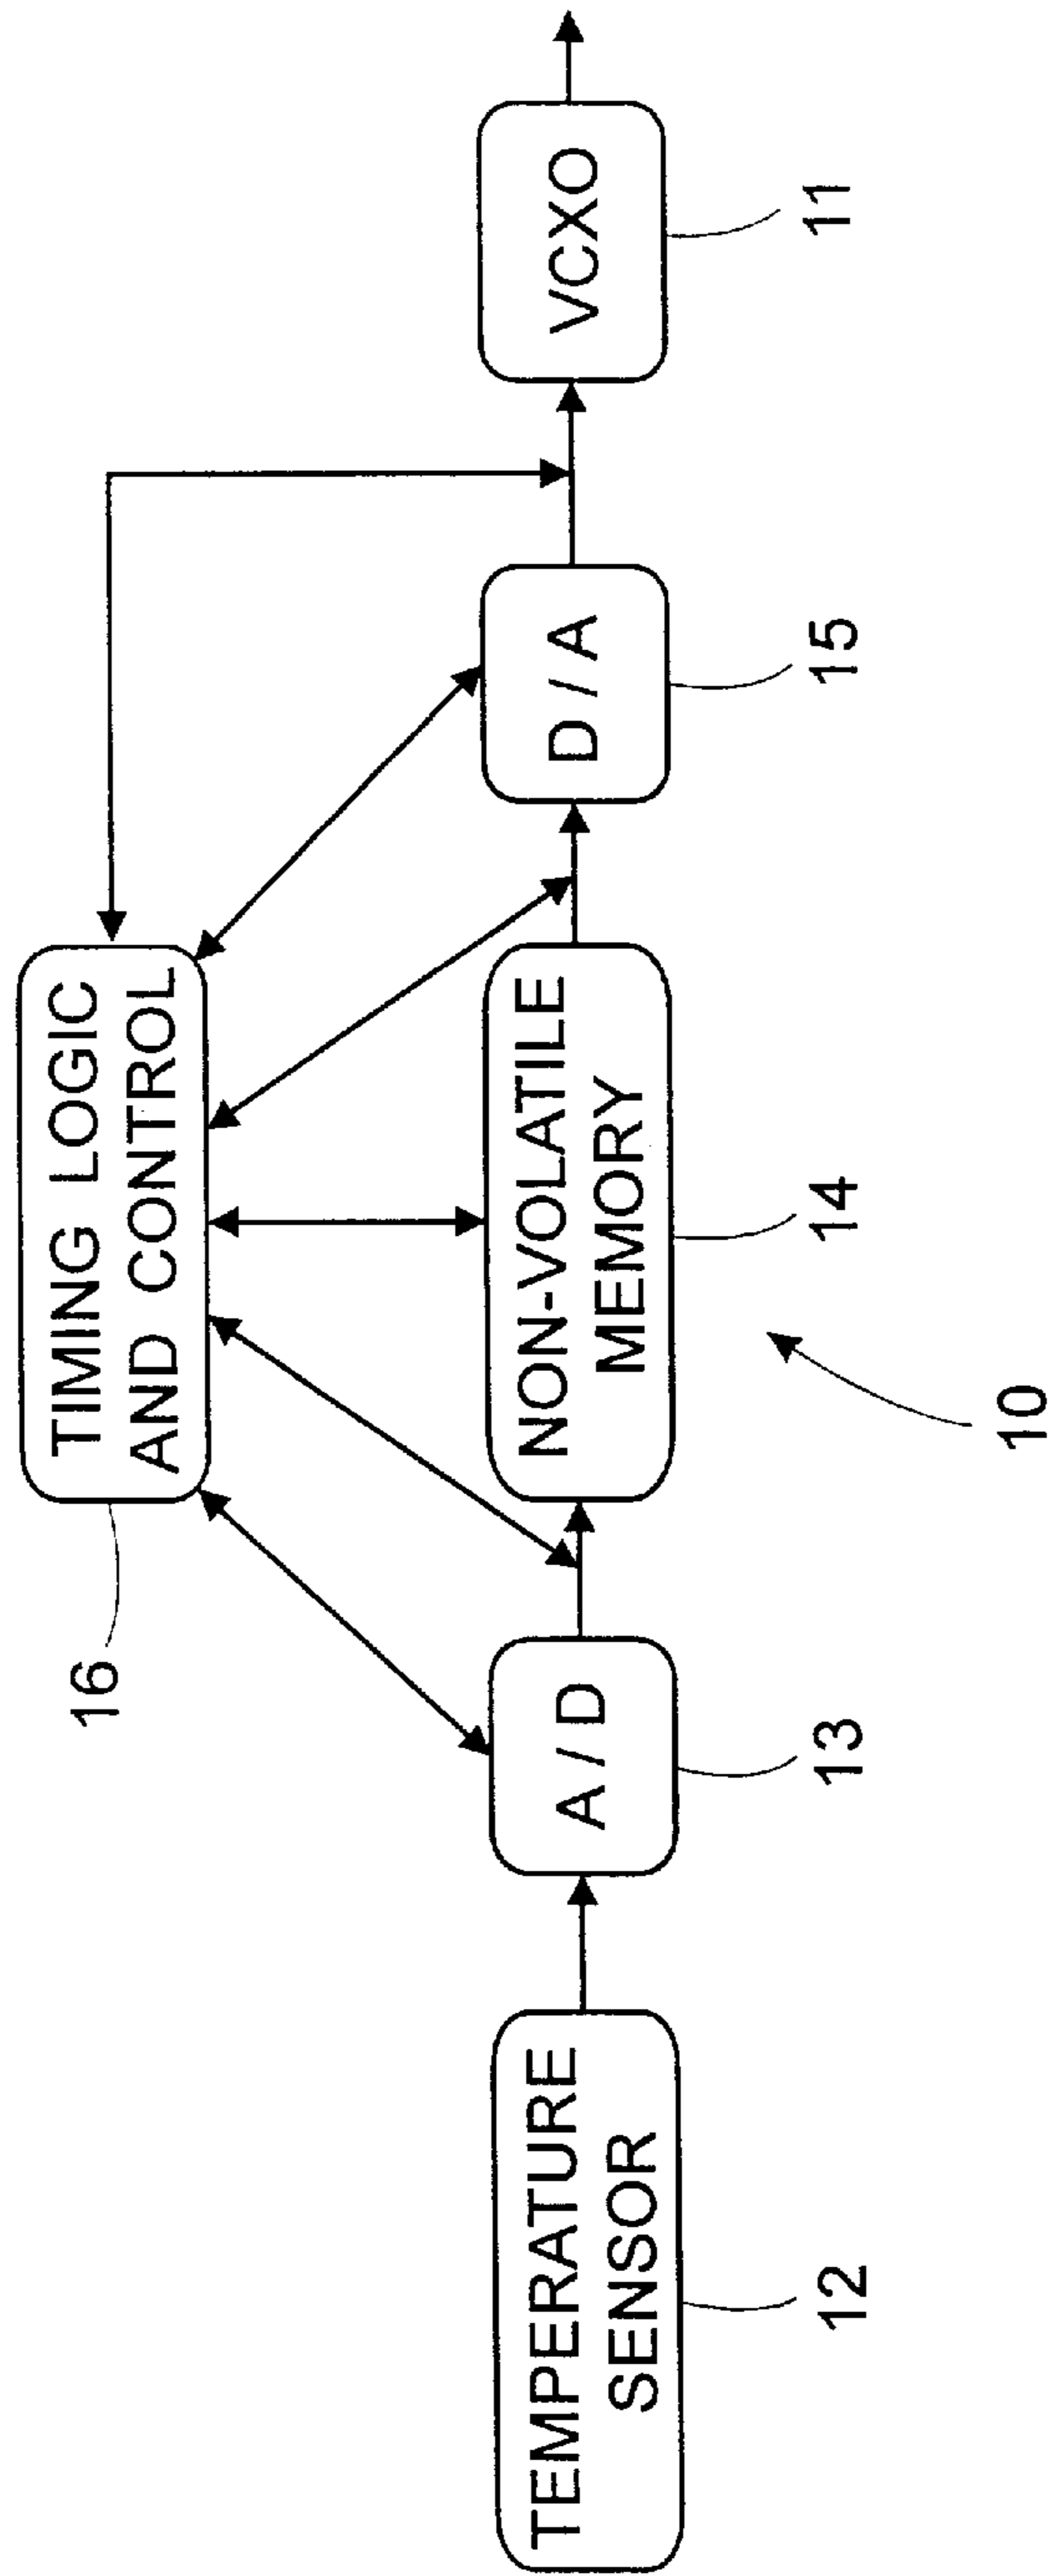 TIMING LOGIC
AND CONTROL
16
TEMPERATURE
SENSOR
12
A / D
13
NON-VOLATILE
MEMORY
14
D / A
15
VCXO
11
10